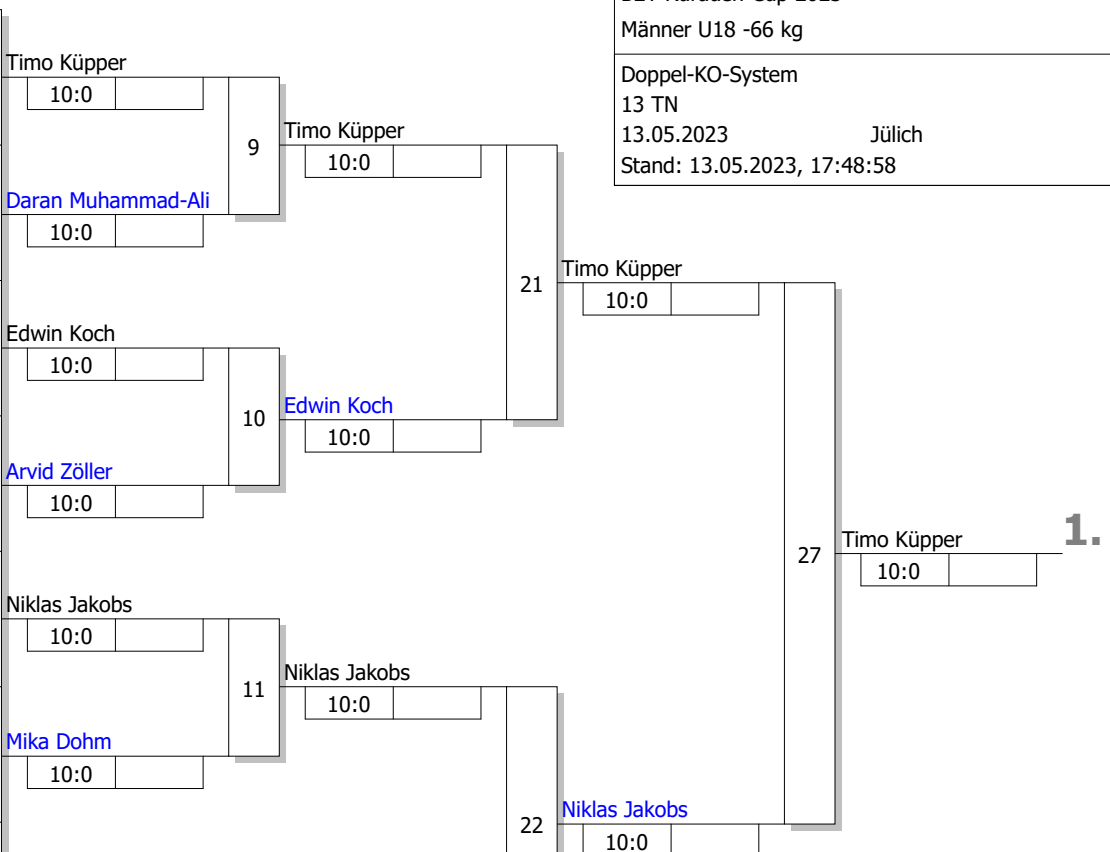 Männer U18 -66 kg
Doppel-KO-System
13 TN
13.05.2023 Jülich
Stand: 13.05.2023, 17:48:58
Timo Küpper
10:0
9
Timo Küpper
10:0
Daran Muhammad-Ali
10:0
21
Timo Küpper
10:0
Edwin Koch
10:0
10
Edwin Koch
10:0
Arvid Zöller
10:0
27
Timo Küpper
1.
10:0
Niklas Jakobs
10:0
11
Niklas Jakobs
10:0
Mika Dohm
10:0
22
Niklas Jakobs
10:0